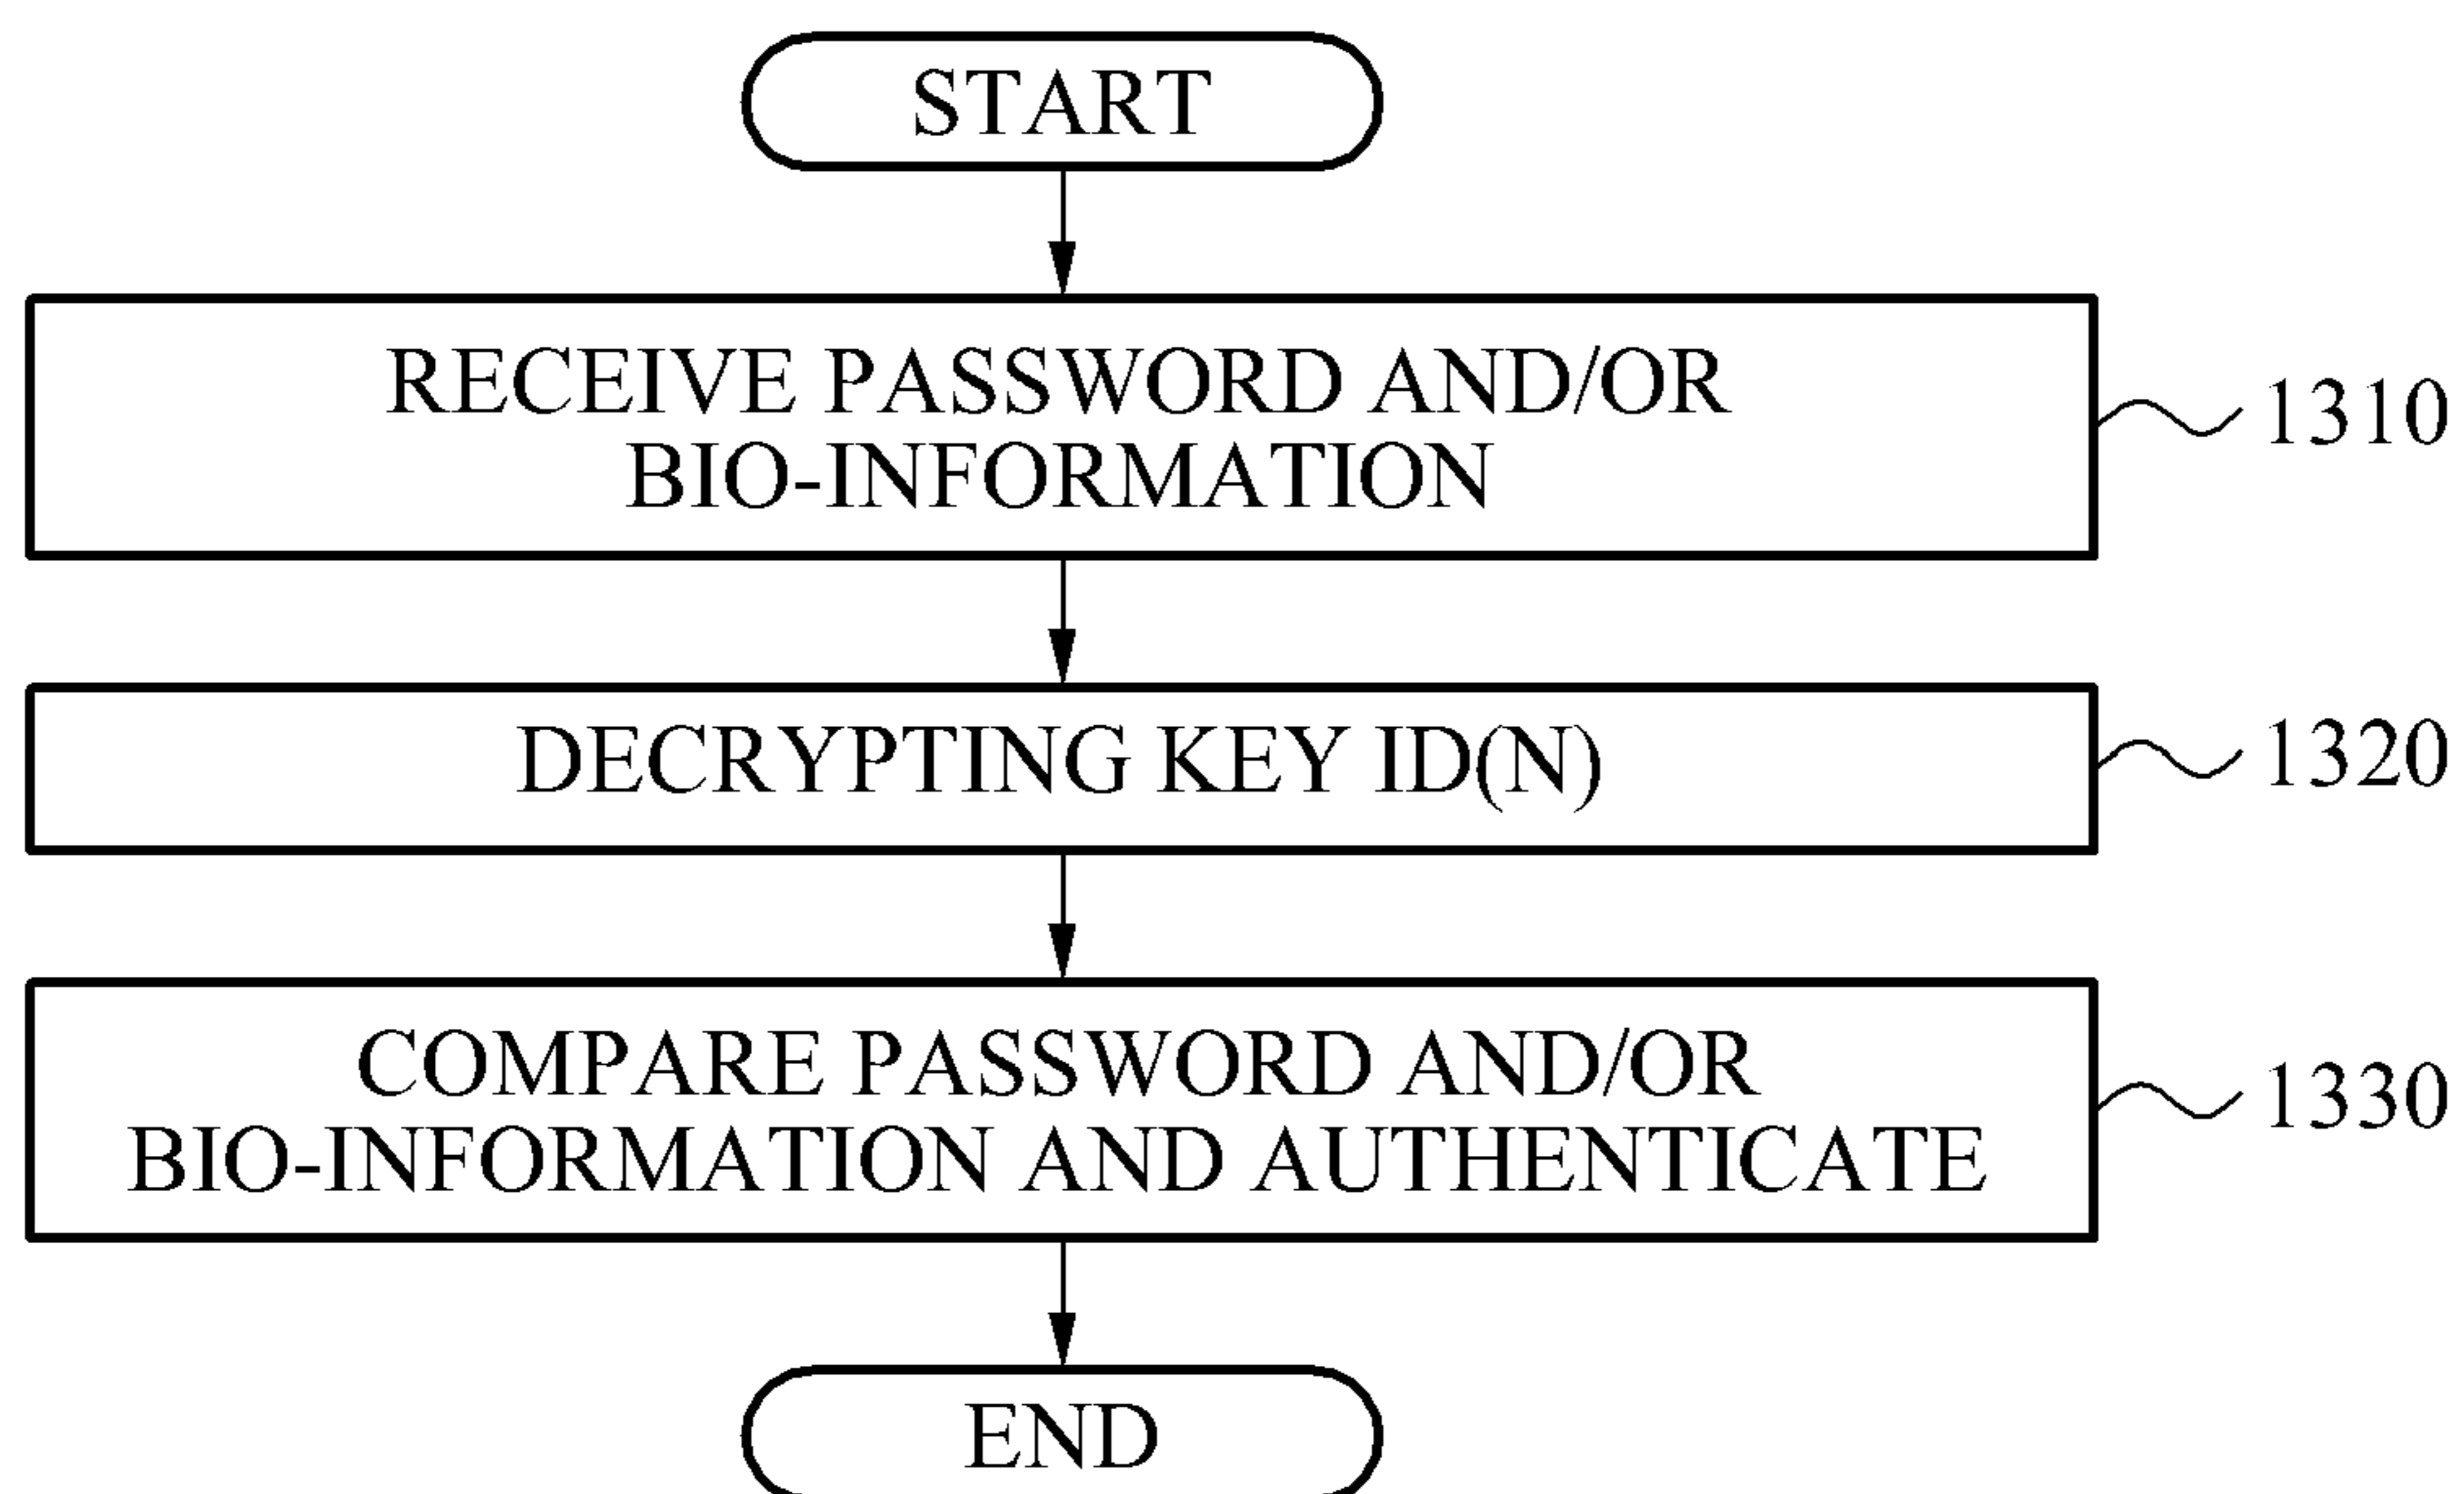 START
RECEIVE PASSWORD AND/OR
BIO-INFORMATION
1310
DECRYPTING KEY ID(N)
1320
COMPARE PASSWORD AND/OR
BIO-INFORMATION AND AUTHENTICATE
1330
END